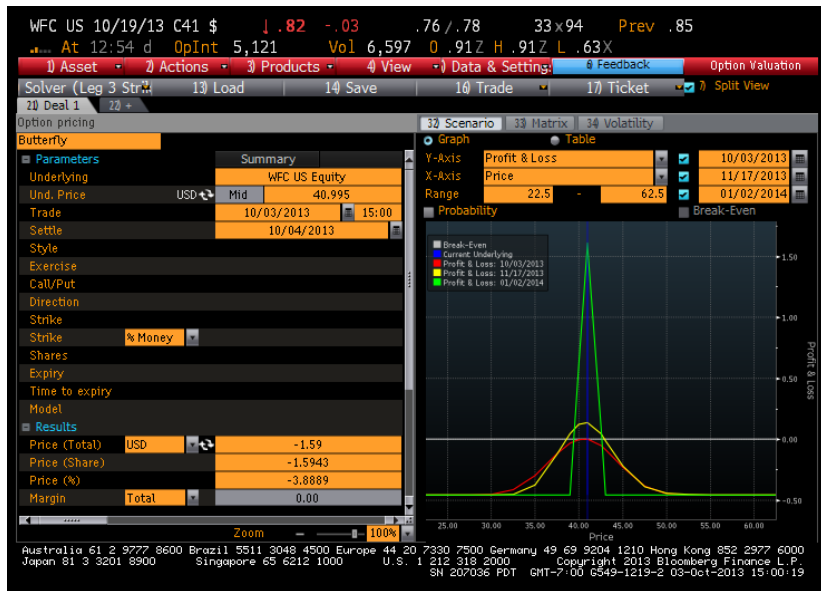 WFC US 10/19/13 C41 $ ↓ .82 -.03 .76 / .78 33 x 94 Prev .85
At 12:54 d OpInt 5,121 Vol 6,597 O .91Z H .91Z L .63X
1) Asset 2) Actions 3) Products 4) View 5) Data & Settings 6) Feedback Option Valuation
Solver (Leg 3 Stri 13) Load 14) Save 16) Trade 17) Ticket 7) Split View
21) Deal 1 22) +
Option pricing 32) Scenario 33) Matrix 34) Volatility
Butterfly Graph Table
Parameters Summary Y-Axis Profit & Loss 10/03/2013
Underlying WFC US Equity X-Axis Price 11/17/2013
Und. Price USD Mid 40.995 Range 22.5 - 62.5 01/02/2014
Trade 10/03/2013 15:00 Probability Break-Even
Settle 10/04/2013
Style
Exercise
Call/Put
Direction
Strike
Strike % Money
Shares
Expiry
Time to expiry
Model
Results
Price (Total) USD -1.59
Price (Share) -1.5943
Price (%) -3.8889
Margin Total 0.00
Zoom - 100%
Break-Even
Current Underlying
Profit & Loss: 10/03/2013
Profit & Loss: 11/17/2013
Profit & Loss: 01/02/2014
1.50
1.00
0.50
0.00
-0.50
Profit & Loss
25.00 30.00 35.00 40.00 45.00 50.00 55.00 60.00
Price
Australia 61 2 9777 8600 Brazil 5511 3048 4500 Europe 44 20 7330 7500 Germany 49 69 9204 1210 Hong Kong 852 2977 6000
Japan 81 3 3201 8900 Singapore 65 6212 1000 U.S. 1 212 318 2000 Copyright 2013 Bloomberg Finance L.P.
SN 207036 PDT GMT-7:00 G549-1219-2 03-Oct-2013 15:00:19